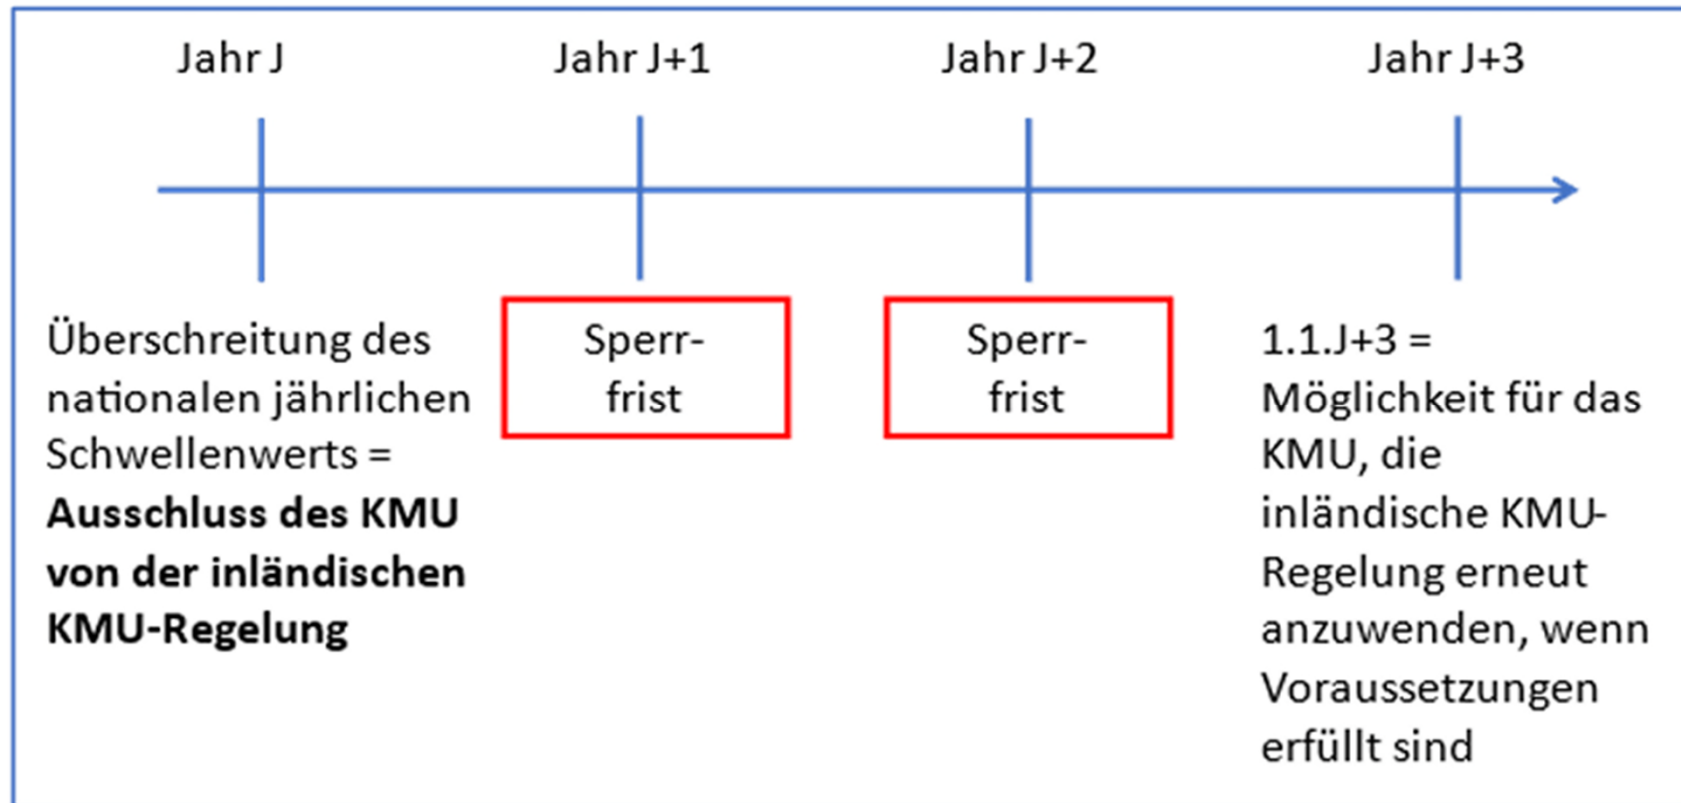 Jahr J
Jahr J+1
Jahr J+2
Jahr J+3
Überschreitung des
nationalen jährlichen
Schwellenwerts =
Ausschluss des KMU
von der inländischen
KMU-Regelung
Sperr-
frist
Sperr-
frist
1.1.J+3 =
Möglichkeit für das
KMU, die
inländische KMU-
Regelung erneut
anzuwenden, wenn
Voraussetzungen
erfüllt sind